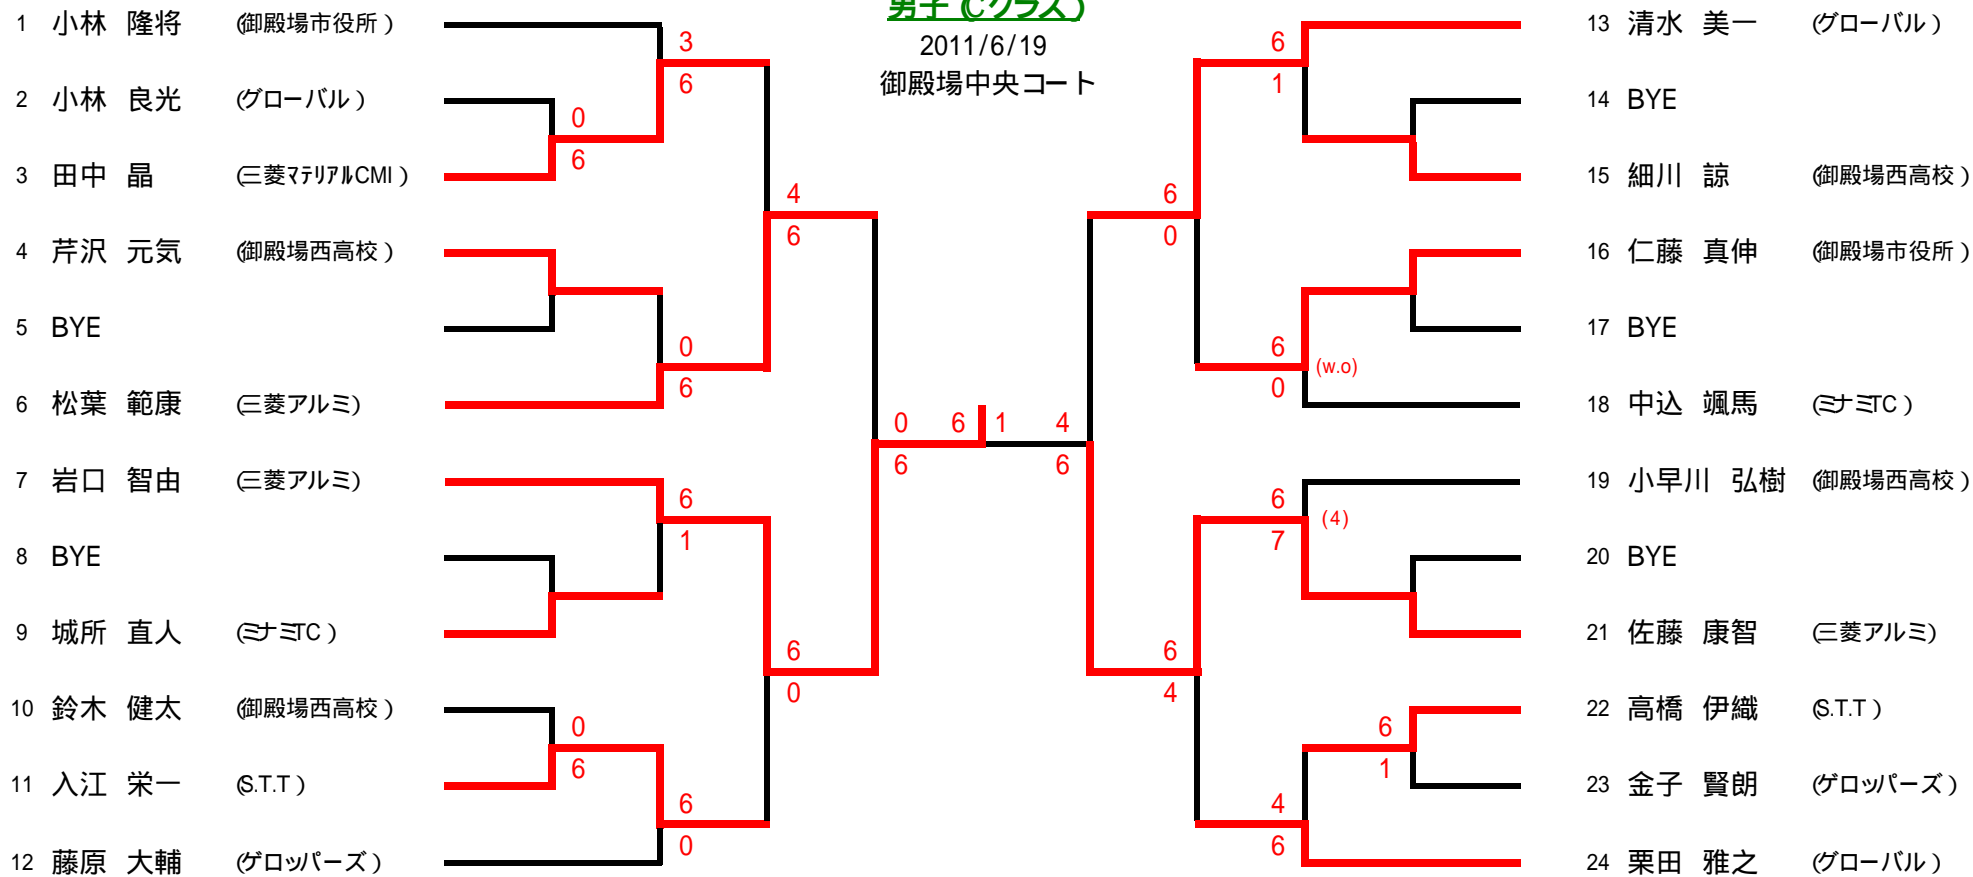 男子 (Cクラス)
2011/6/19
御殿場中央コート
1 小林 隆将 (御殿場市役所)
2 小林 良光 (グローバル)
3 田中 晶 (三菱マテリアルCMI)
4 芹沢 元気 (御殿場西高校)
5 BYE
6 松葉 範康 (三菱アルミ)
7 岩口 智由 (三菱アルミ)
8 BYE
9 城所 直人 (ミナミTC)
10 鈴木 健太 (御殿場西高校)
11 入江 栄一 (S.T.T)
12 藤原 大輔 (ゲロッパーズ)
0
6
0
6
3
6
0
6
6
1
6
0
4
6
6
0
0
6
6
1
4
6
6
0
6
4
6
1
6
0
(w.o)
6
7
(4)
4
6
6
1
13 清水 美一 (グローバル)
14 BYE
15 細川 諒 (御殿場西高校)
16 仁藤 真伸 (御殿場市役所)
17 BYE
18 中込 颯馬 (ミナミTC)
19 小早川 弘樹 (御殿場西高校)
20 BYE
21 佐藤 康智 (三菱アルミ)
22 高橋 伊織 (S.T.T)
23 金子 賢朗 (ゲロッパーズ)
24 栗田 雅之 (グローバル)